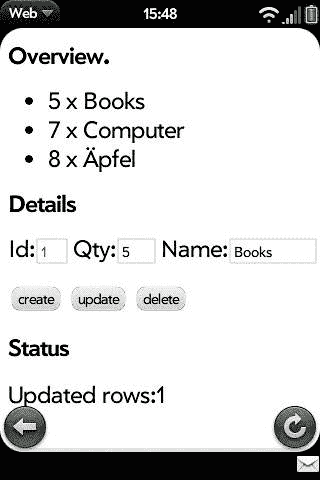 Web 15:48
Overview.
5 x Books
7 x Computer
8 x Äpfel
Details
Id: 1 Qty: 5 Name: Books
create update delete
Status
Updated rows:1